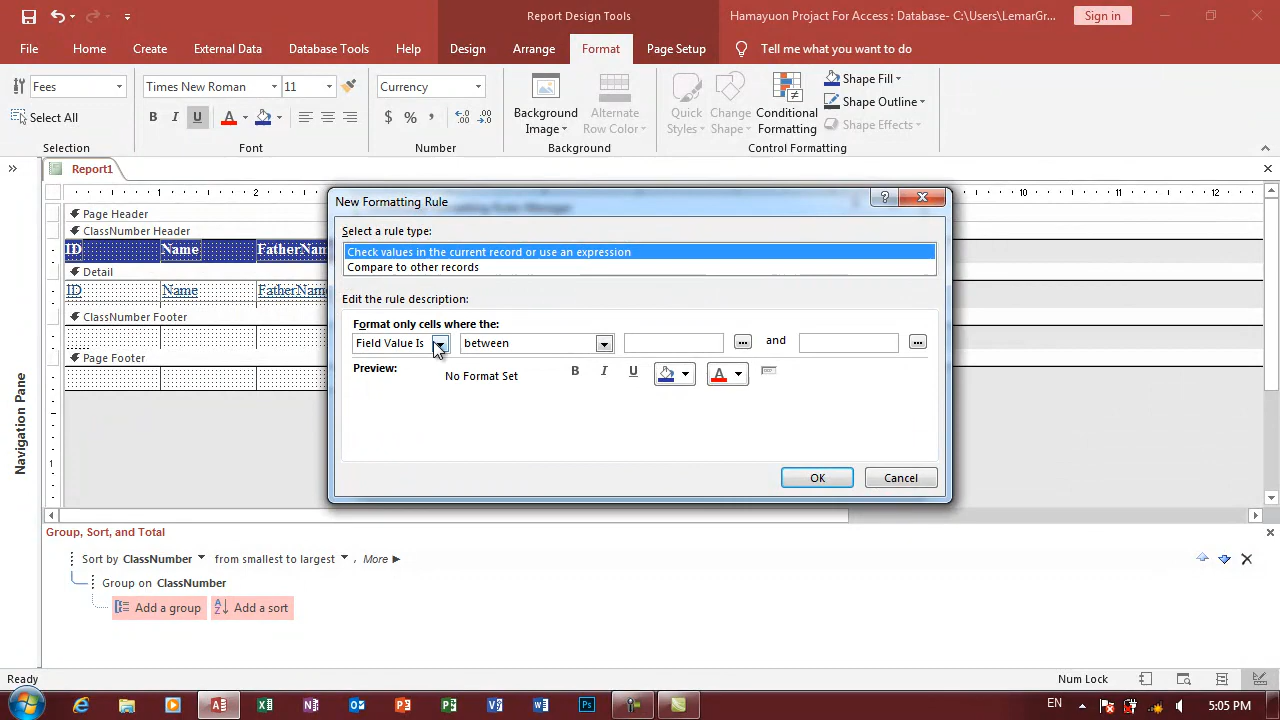 Report Design Tools
Hamayuon Project For Access : Database- C:\Users\LemarGr...
Sign in
File Home Create External Data Database Tools Help Design Arrange Format Page Setup Tell me what you want to do
Fees
Select All
Selection
Times New Roman 11
B I U A
Font
Currency
$ % ,
Number
Background
Image
Alternate
Row Color
Background
Quick
Styles
Change
Shape
Conditional
Formatting
Shape Fill
Shape Outline
Shape Effects
Control Formatting
Report1
1 2 10 11 12
Page Header
ClassNumber Header
ID Name FatherNam
Detail
ID Name FatherNam
ClassNumber Footer
Page Footer
1
Navigation Pane
New Formatting Rule
Select a rule type:
Check values in the current record or use an expression
Compare to other records
Edit the rule description:
Format only cells where the:
Field Value Is between and
Preview:
No Format Set
B I U A
OK Cancel
Group, Sort, and Total
Sort by ClassNumber from smallest to largest , More
Group on ClassNumber
Add a group Add a sort
Ready
Num Lock
EN
5:05 PM